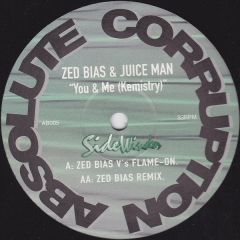 ABSOLUTE CORRUPTION
ZED BIAS & JUICE MAN
"You & Me (Kemistry)"
AB005
33RPM
SideWinder
A: ZED BIAS V's FLAME-ON.
AA: ZED BIAS REMIX.